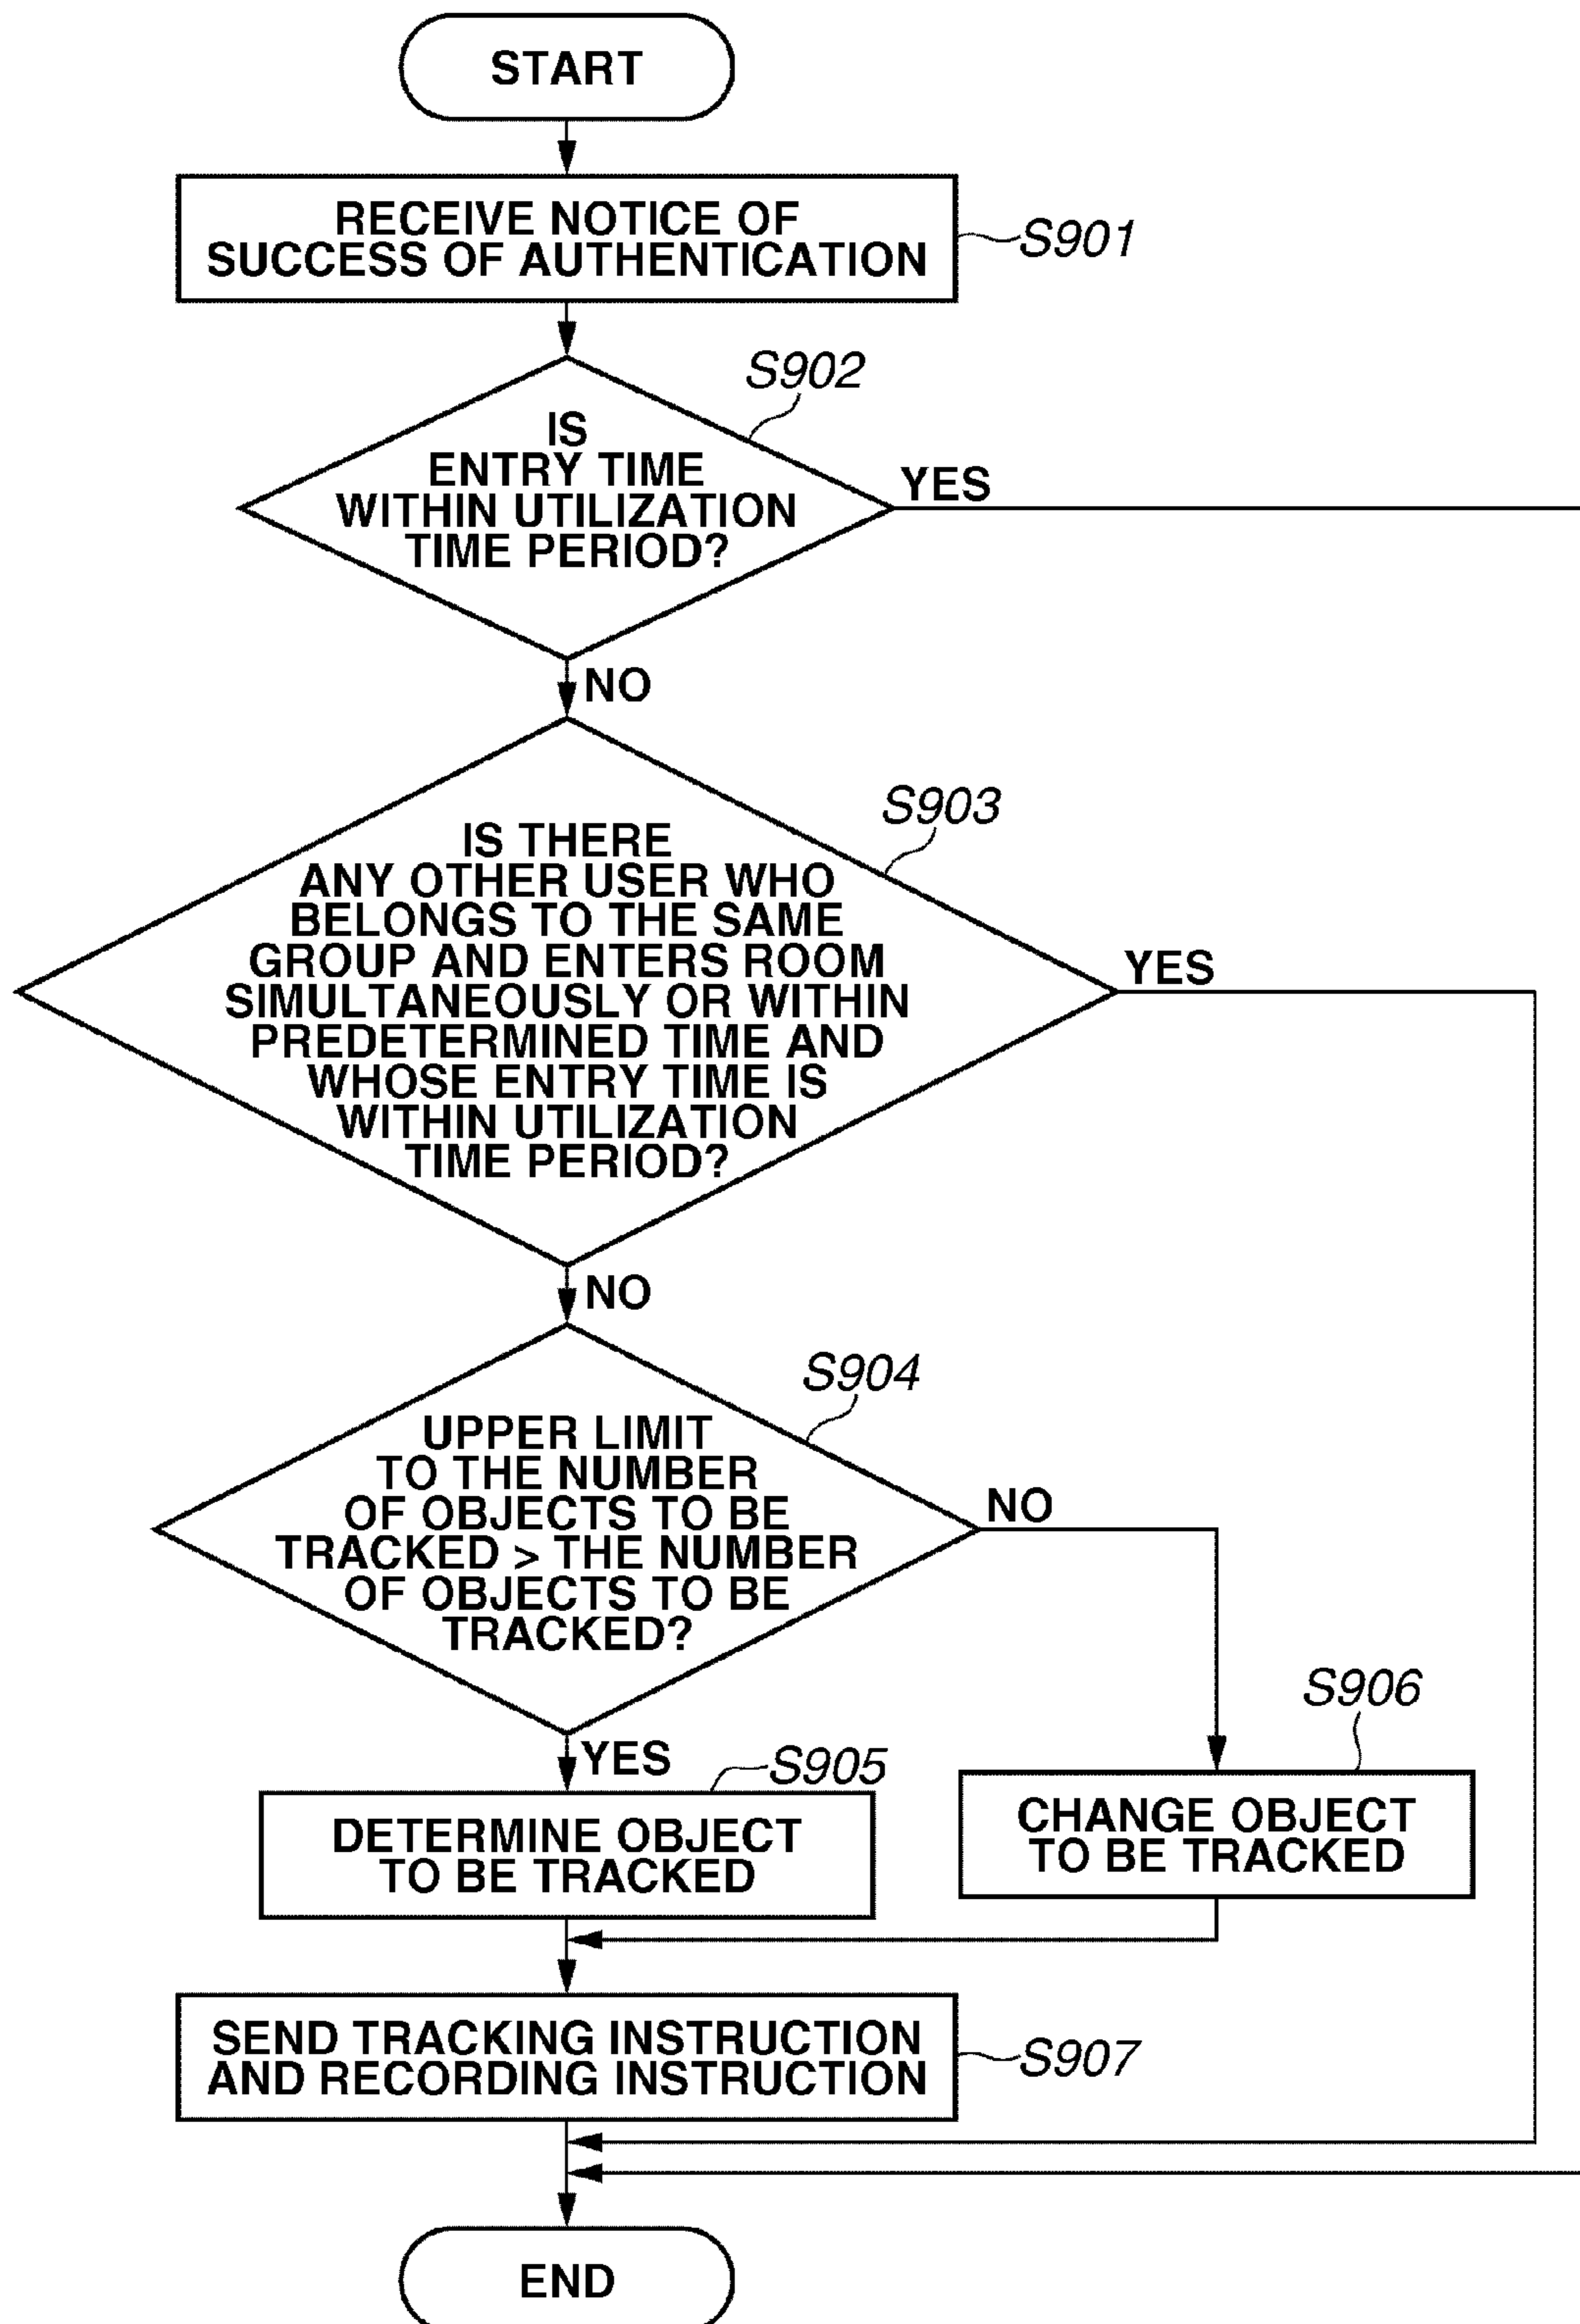 START
RECEIVE NOTICE OF
SUCCESS OF AUTHENTICATION
S901
S902
IS
ENTRY TIME
WITHIN UTILIZATION
TIME PERIOD?
YES
NO
S903
IS THERE
ANY OTHER USER WHO
BELONGS TO THE SAME
GROUP AND ENTERS ROOM
SIMULTANEOUSLY OR WITHIN
PREDETERMINED TIME AND
WHOSE ENTRY TIME IS
WITHIN UTILIZATION
TIME PERIOD?
YES
NO
S904
UPPER LIMIT
TO THE NUMBER
OF OBJECTS TO BE
TRACKED > THE NUMBER
OF OBJECTS TO BE
TRACKED?
NO
YES
S905
DETERMINE OBJECT
TO BE TRACKED
S906
CHANGE OBJECT
TO BE TRACKED
SEND TRACKING INSTRUCTION
AND RECORDING INSTRUCTION
S907
END